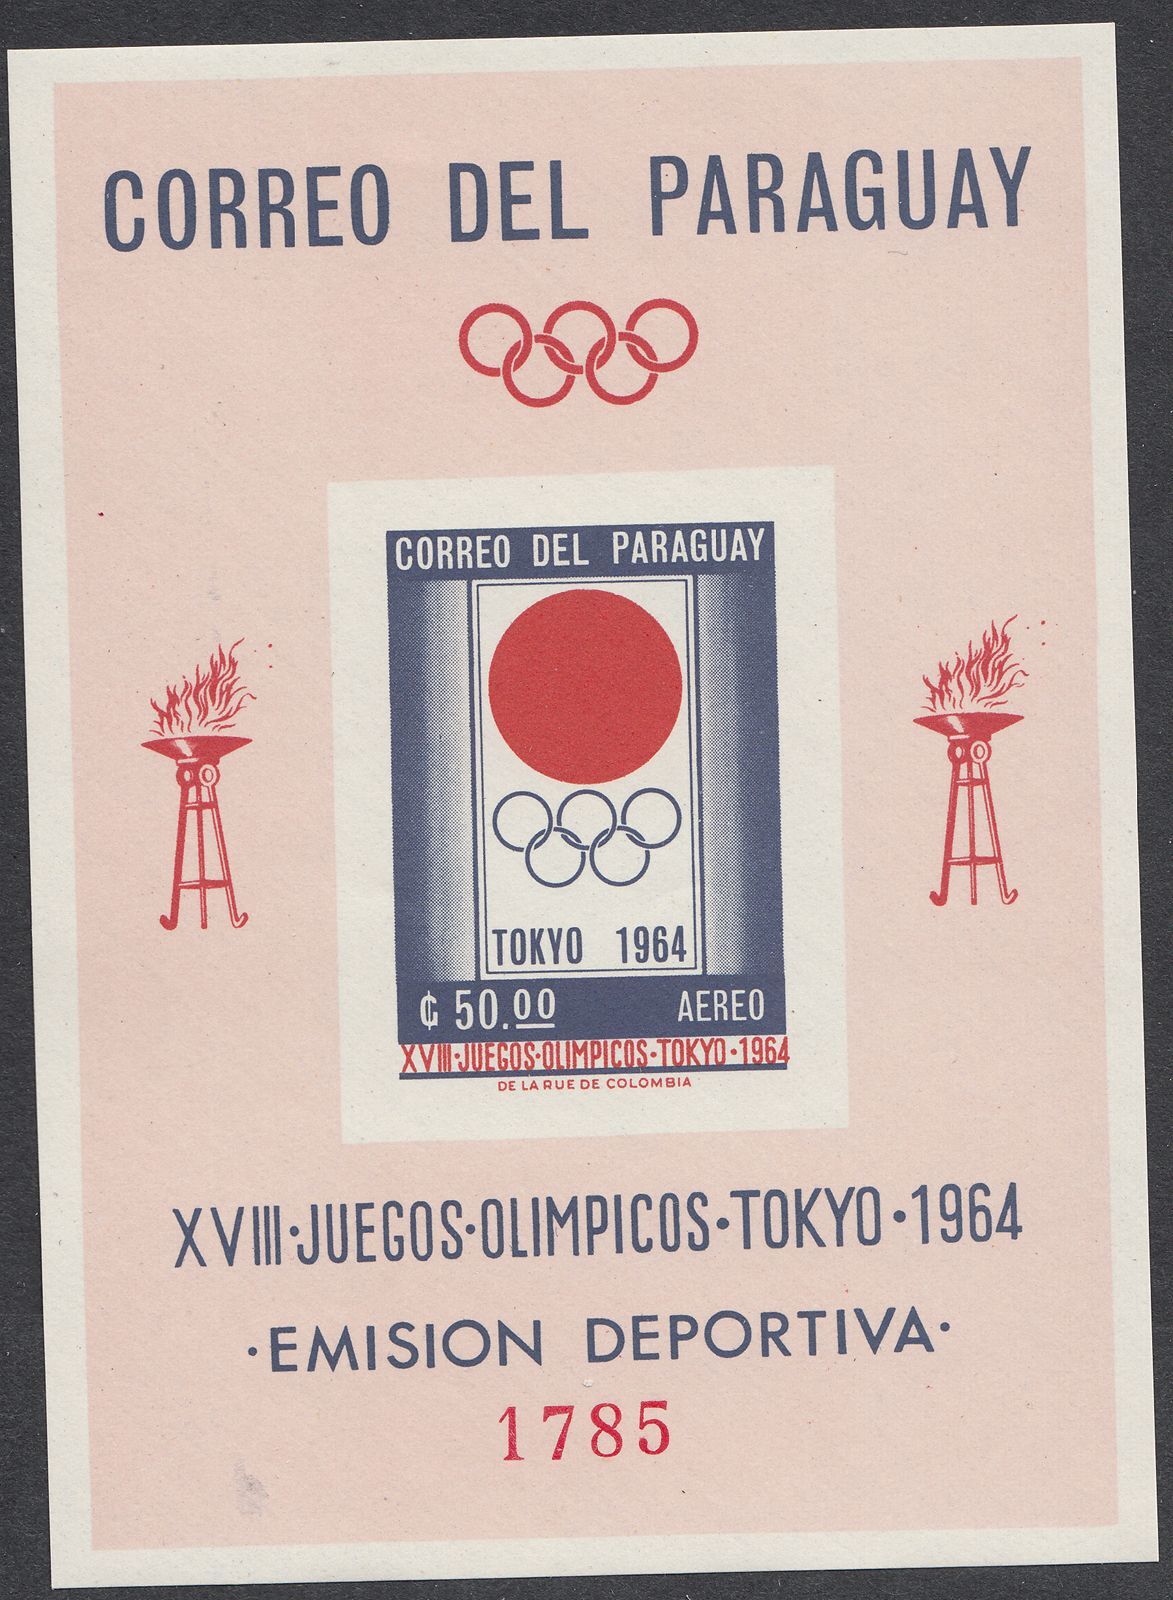 CORREO DEL PARAGUAY
CORREO DEL PARAGUAY
TOKYO 1964
₲ 50.00 AEREO
XVIII·JUEGOS·OLIMPICOS·TOKYO·1964
DE LA RUE DE COLOMBIA
XVIII·JUEGOS·OLIMPICOS·TOKYO·1964
·EMISION DEPORTIVA·
1785